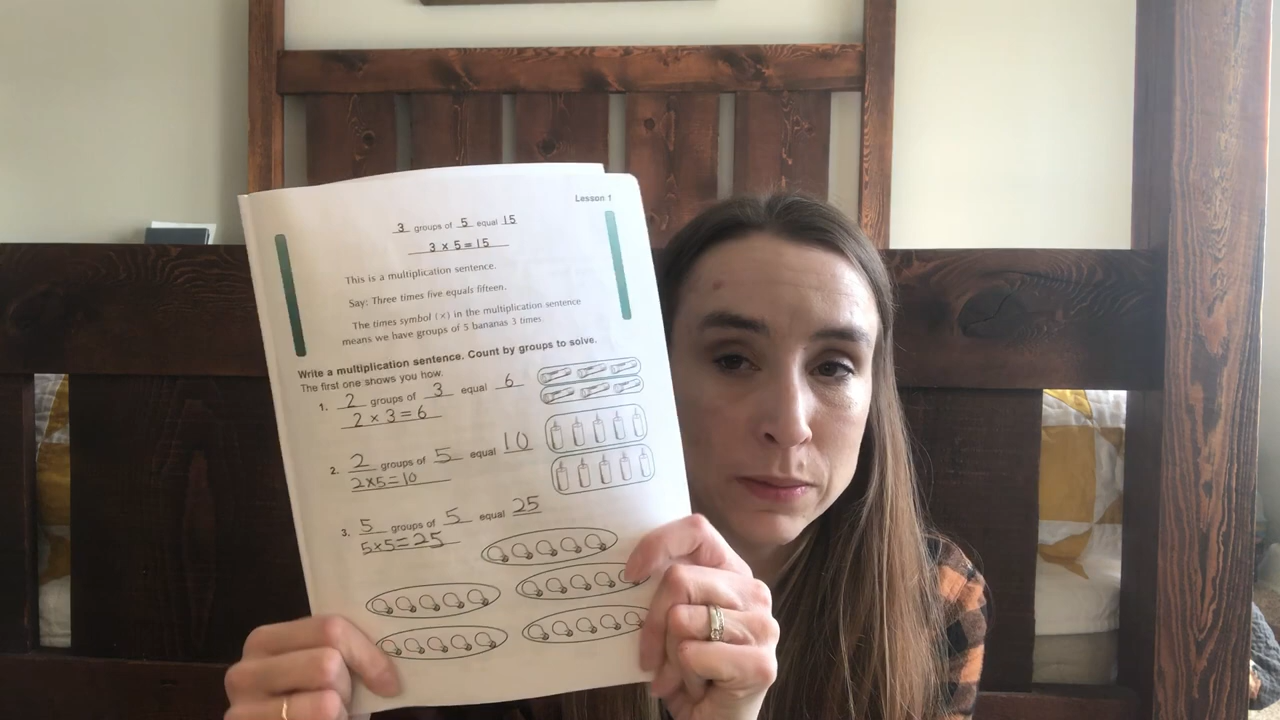 Lesson 1
3 groups of 5 equal 15
3 x 5 = 15
This is a multiplication sentence.
Say: Three times five equals fifteen.
The times symbol (×) in the multiplication sentence
means we have groups of 5 bananas 3 times
Write a multiplication sentence. Count by groups to solve.
The first one shows you how.
1. 2 groups of 3 equal 6
2 x 3 = 6
2. 2 groups of 5 equal 10
2x5=10
3. 5 groups of 5 equal 25
5x5=25